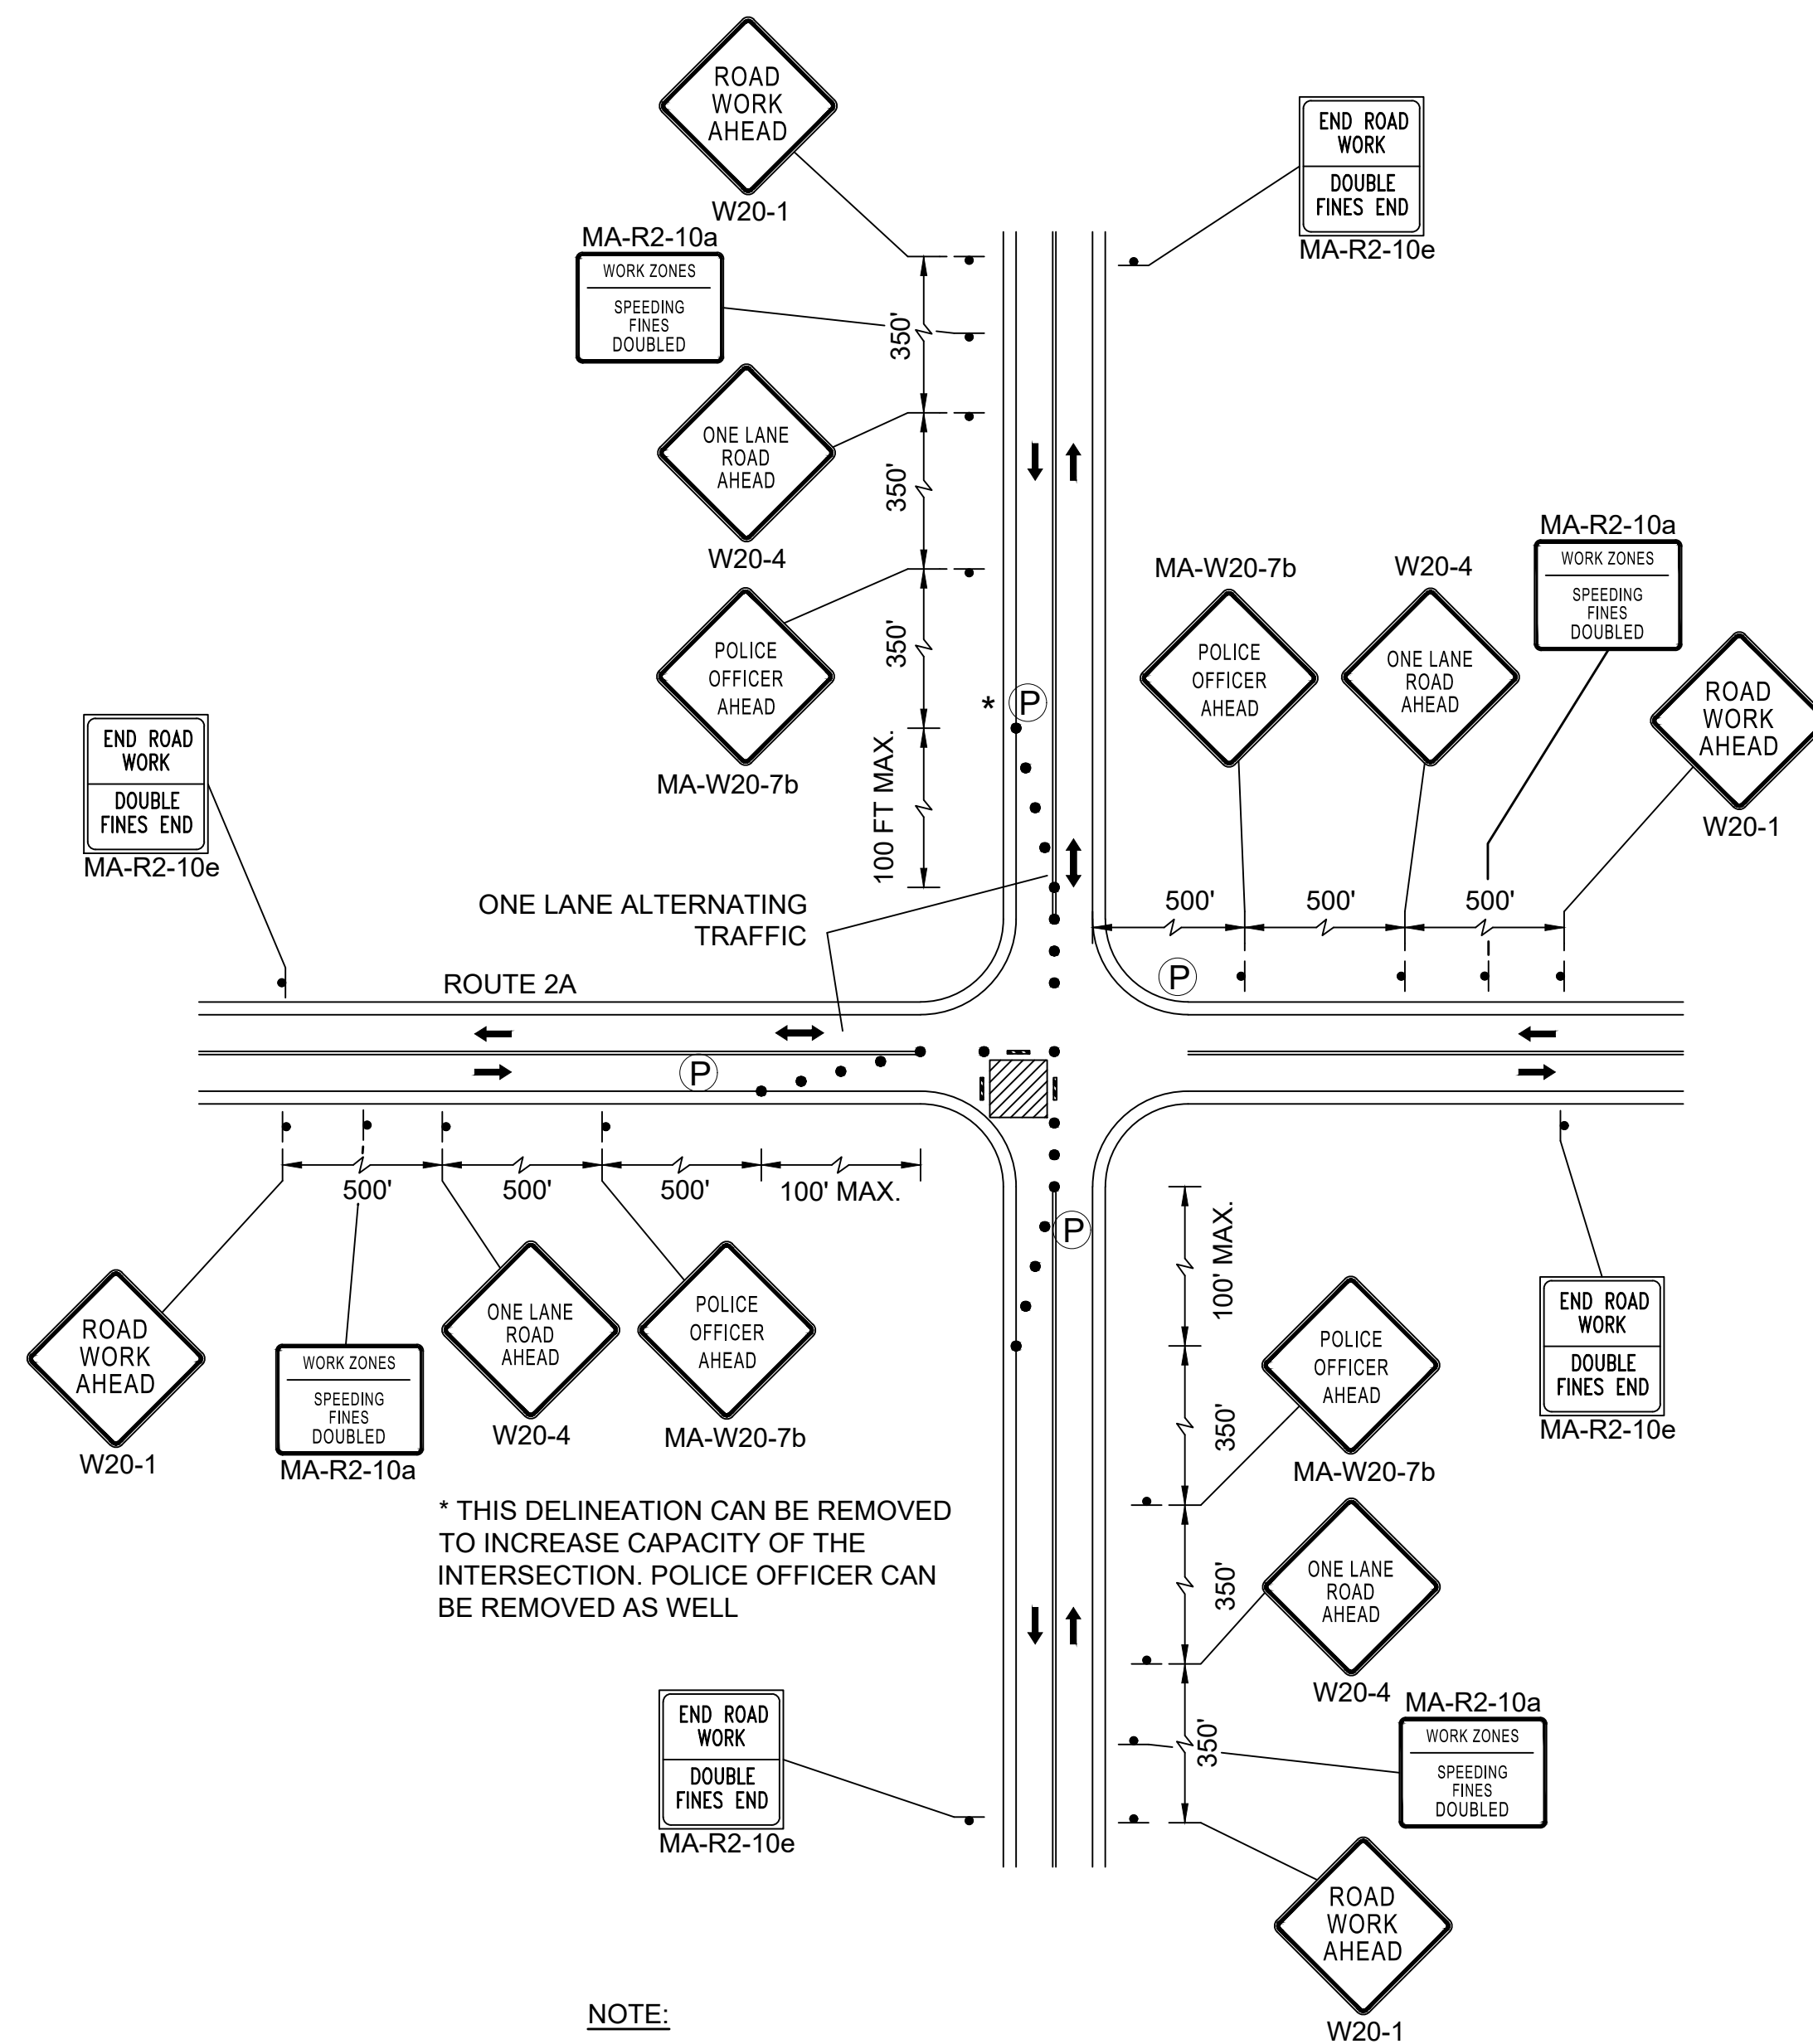 ROAD
WORK
AHEAD
W20-1
END ROAD
WORK
DOUBLE
FINES END
MA-R2-10e
MA-R2-10a
WORK ZONES
SPEEDING
FINES
DOUBLED
350'
ONE LANE
ROAD
AHEAD
W20-4
350'
POLICE
OFFICER
AHEAD
MA-W20-7b
350'
* P
100 FT MAX.
MA-R2-10a
WORK ZONES
SPEEDING
FINES
DOUBLED
MA-W20-7b
POLICE
OFFICER
AHEAD
W20-4
ONE LANE
ROAD
AHEAD
ROAD
WORK
AHEAD
W20-1
END ROAD
WORK
DOUBLE
FINES END
MA-R2-10e
ONE LANE ALTERNATING
TRAFFIC
500' 500' 500'
P
ROUTE 2A
P
500' 500' 500' 100' MAX.
P
100' MAX.
ROAD
WORK
AHEAD
W20-1
WORK ZONES
SPEEDING
FINES
DOUBLED
MA-R2-10a
ONE LANE
ROAD
AHEAD
W20-4
POLICE
OFFICER
AHEAD
MA-W20-7b
350'
POLICE
OFFICER
AHEAD
MA-W20-7b
END ROAD
WORK
DOUBLE
FINES END
MA-R2-10e
* THIS DELINEATION CAN BE REMOVED
TO INCREASE CAPACITY OF THE
INTERSECTION. POLICE OFFICER CAN
BE REMOVED AS WELL
350'
ONE LANE
ROAD
AHEAD
W20-4
350'
MA-R2-10a
WORK ZONES
SPEEDING
FINES
DOUBLED
END ROAD
WORK
DOUBLE
FINES END
MA-R2-10e
ROAD
WORK
AHEAD
W20-1
NOTE: